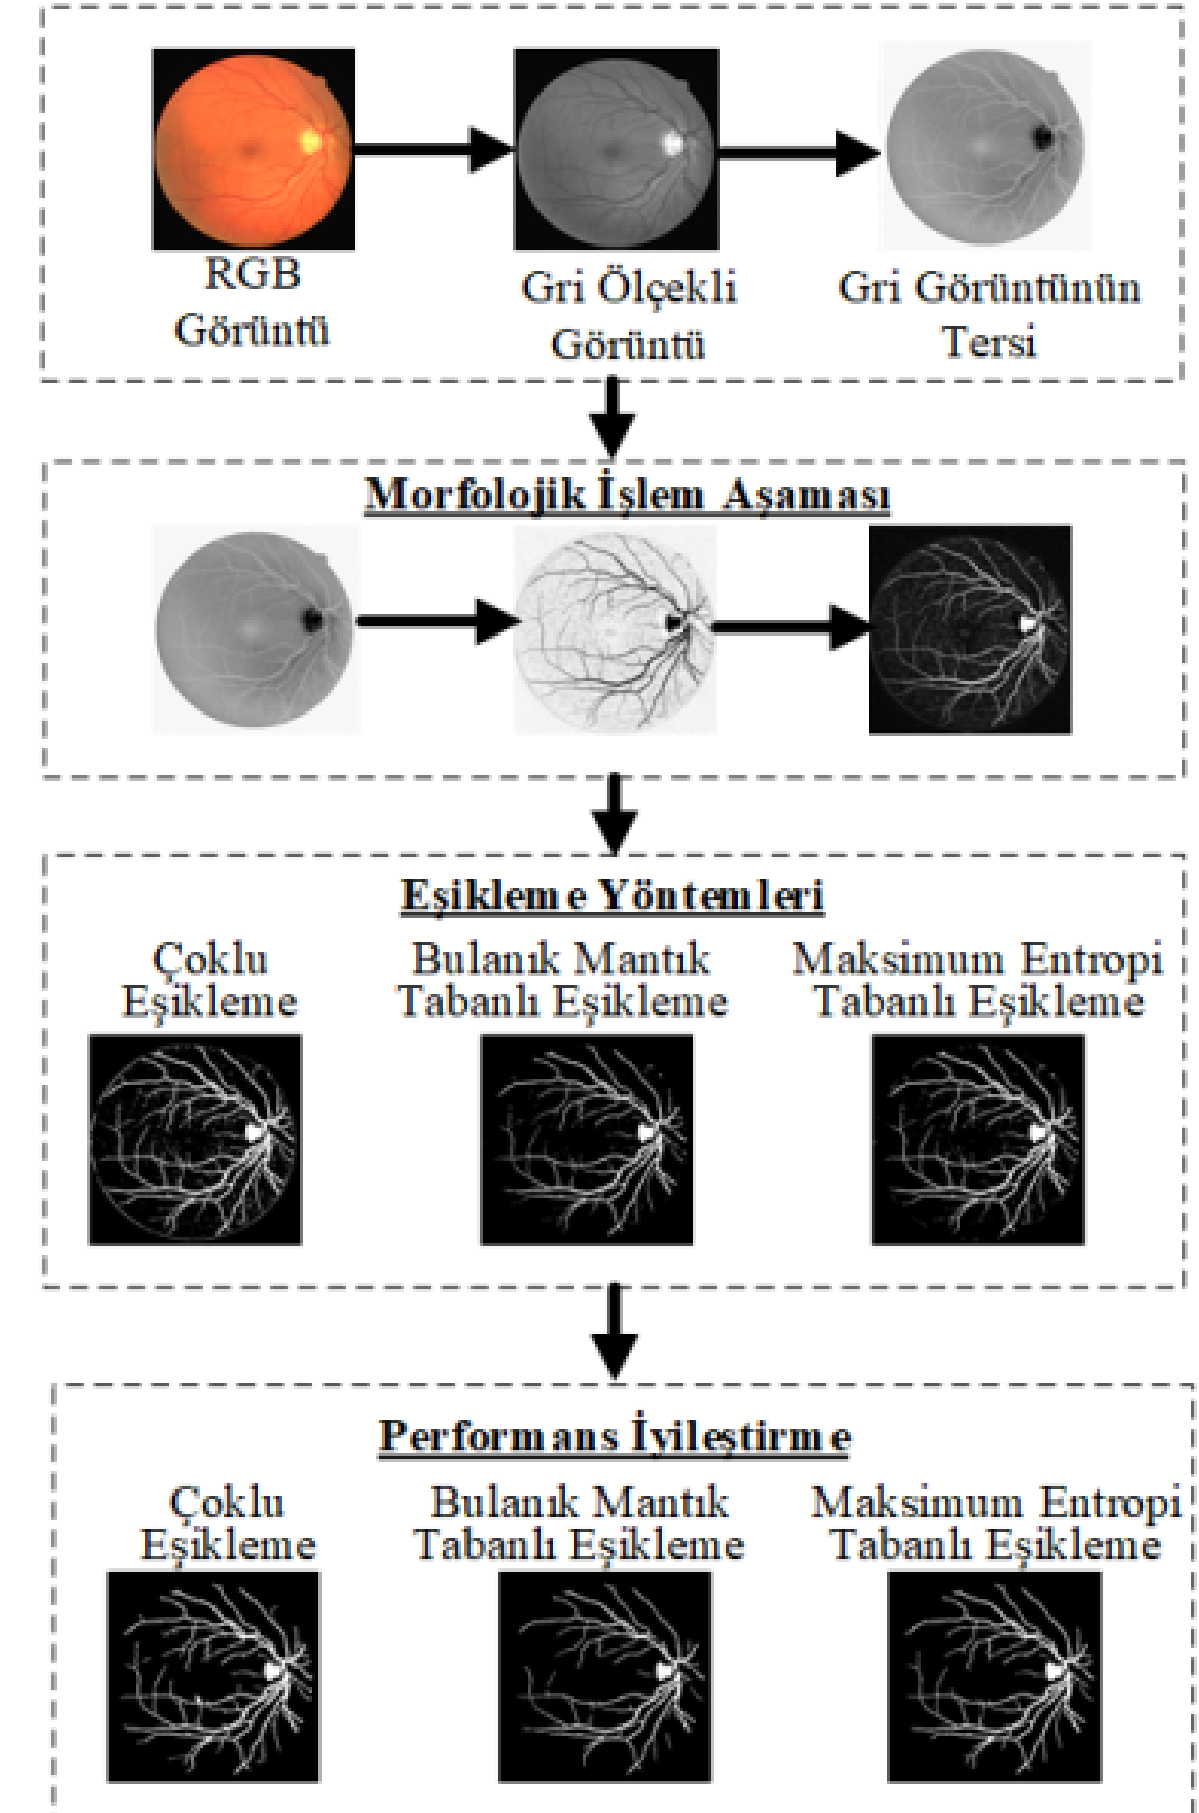 RGB
Görüntü
Gri Ölçekli
Görüntü
Gri Görüntünün
Tersi
Morfolojik İşlem Aşaması
Eşikleme Yöntemleri
Çoklu
Eşikleme
Bulanık Mantık
Tabanlı Eşikleme
Maksimum Entropi
Tabanlı Eşikleme
Performans İyileştirme
Çoklu
Eşikleme
Bulanık Mantık
Tabanlı Eşikleme
Maksimum Entropi
Tabanlı Eşikleme